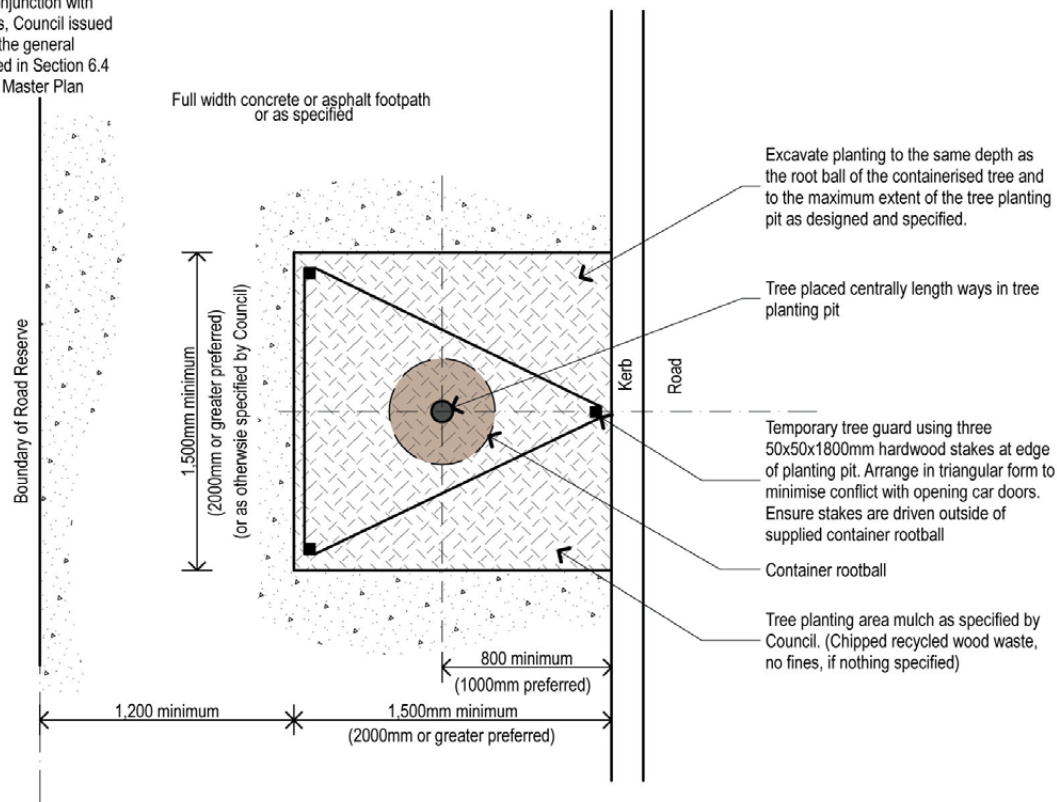 njunction with
s, Council issued
the general
ed in Section 6.4
Master Plan
Full width concrete or asphalt footpath
or as specified
Excavate planting to the same depth as
the root ball of the containerised tree and
to the maximum extent of the tree planting
pit as designed and specified.
Tree placed centrally length ways in tree
planting pit
Boundary of Road Reserve
1,500mm minimum
(2000mm or greater preferred)
(or as otherwsie specified by Council)
Kerb
Road
Temporary tree guard using three
50x50x1800mm hardwood stakes at edge
of planting pit. Arrange in triangular form to
minimise conflict with opening car doors.
Ensure stakes are driven outside of
supplied container rootball
Container rootball
Tree planting area mulch as specified by
Council. (Chipped recycled wood waste,
no fines, if nothing specified)
800 minimum
(1000mm preferred)
1,200 minimum
1,500mm minimum
(2000mm or greater preferred)